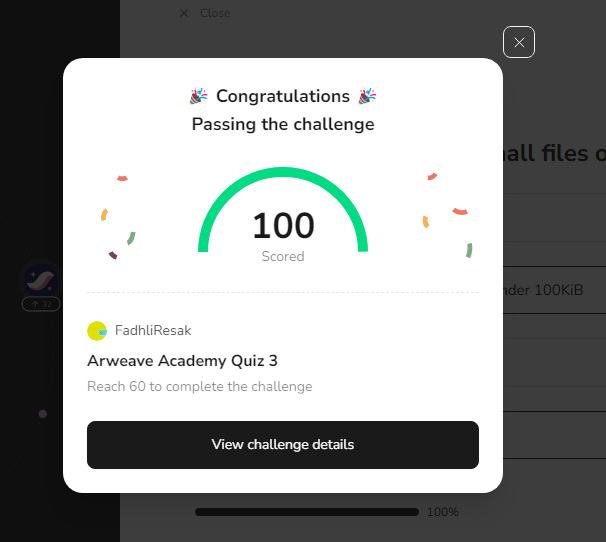 Close
Congratulations
Passing the challenge
all files o
100
Scored
nder 100KiB
32
FadhliResak
Arweave Academy Quiz 3
Reach 60 to complete the challenge
View challenge details
100%